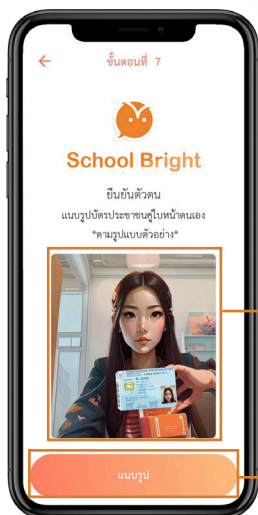 ขั้นตอนที่ 7
School Bright
ยืนยันตัวตน
แนบรูปบัตรประชาชนคู่ใบหน้าตนเอง
*ตามรูปแบบตัวอย่าง*
แนบรูป